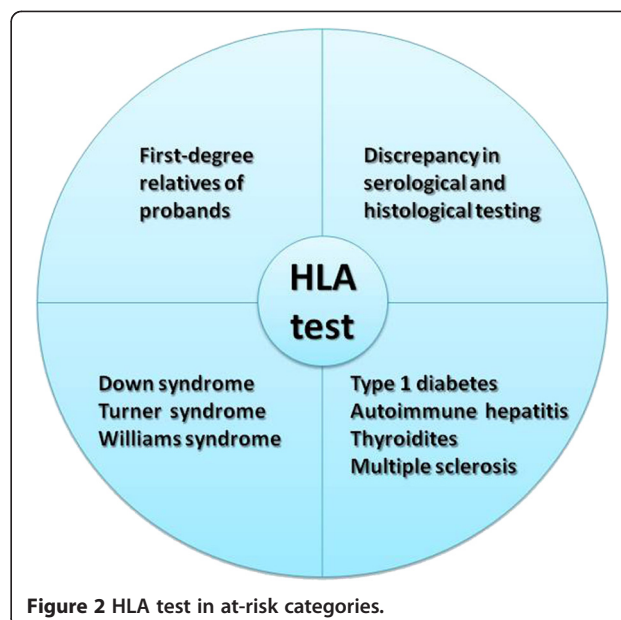 First-degree
relatives of
probands
Discrepancy in
serological and
histological testing
HLA
test
Down syndrome
Turner syndrome
Williams syndrome
Type 1 diabetes
Autoimmune hepatitis
Thyroidites
Multiple sclerosis
Figure 2 HLA test in at-risk categories.